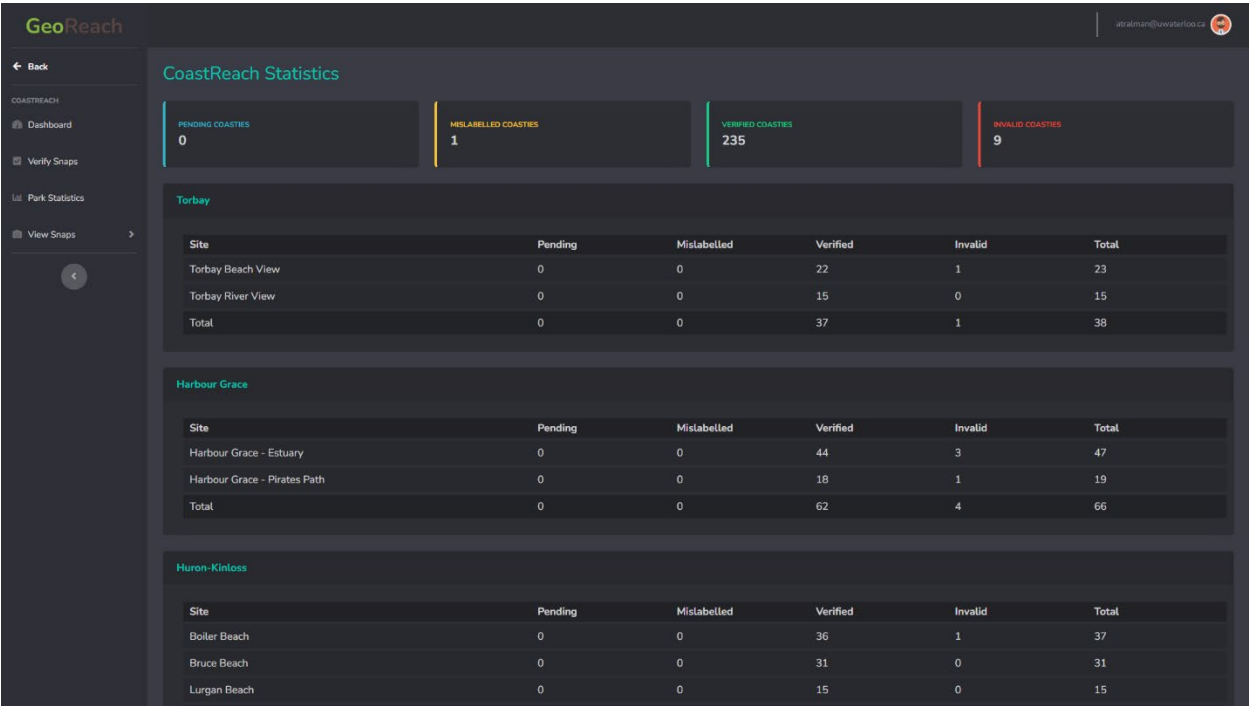 GeoReach
atralman@uwaterloo.ca
Back
COASTREACH
Dashboard
Verify Snaps
Park Statistics
View Snaps
CoastReach Statistics
PENDING COASTIES MISLABELLED COASTIES VERIFIED COASTIES INVALID COASTIES
0 1 235 9
Torbay
Site Pending Mislabelled Verified Invalid Total
Torbay Beach View 0 0 22 1 23
Torbay River View 0 0 15 0 15
Total 0 0 37 1 38
Harbour Grace
Site Pending Mislabelled Verified Invalid Total
Harbour Grace - Estuary 0 0 44 3 47
Harbour Grace - Pirates Path 0 0 18 1 19
Total 0 0 62 4 66
Huron-Kinloss
Site Pending Mislabelled Verified Invalid Total
Boiler Beach 0 0 36 1 37
Bruce Beach 0 0 31 0 31
Lurgan Beach 0 0 15 0 15